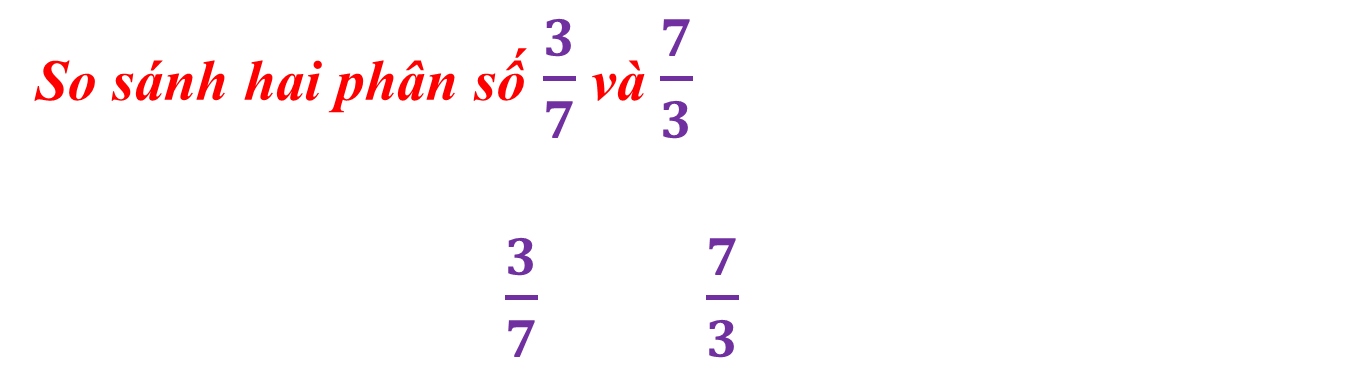 So sánh hai phân số 3/7 và 7/3
3/7 7/3